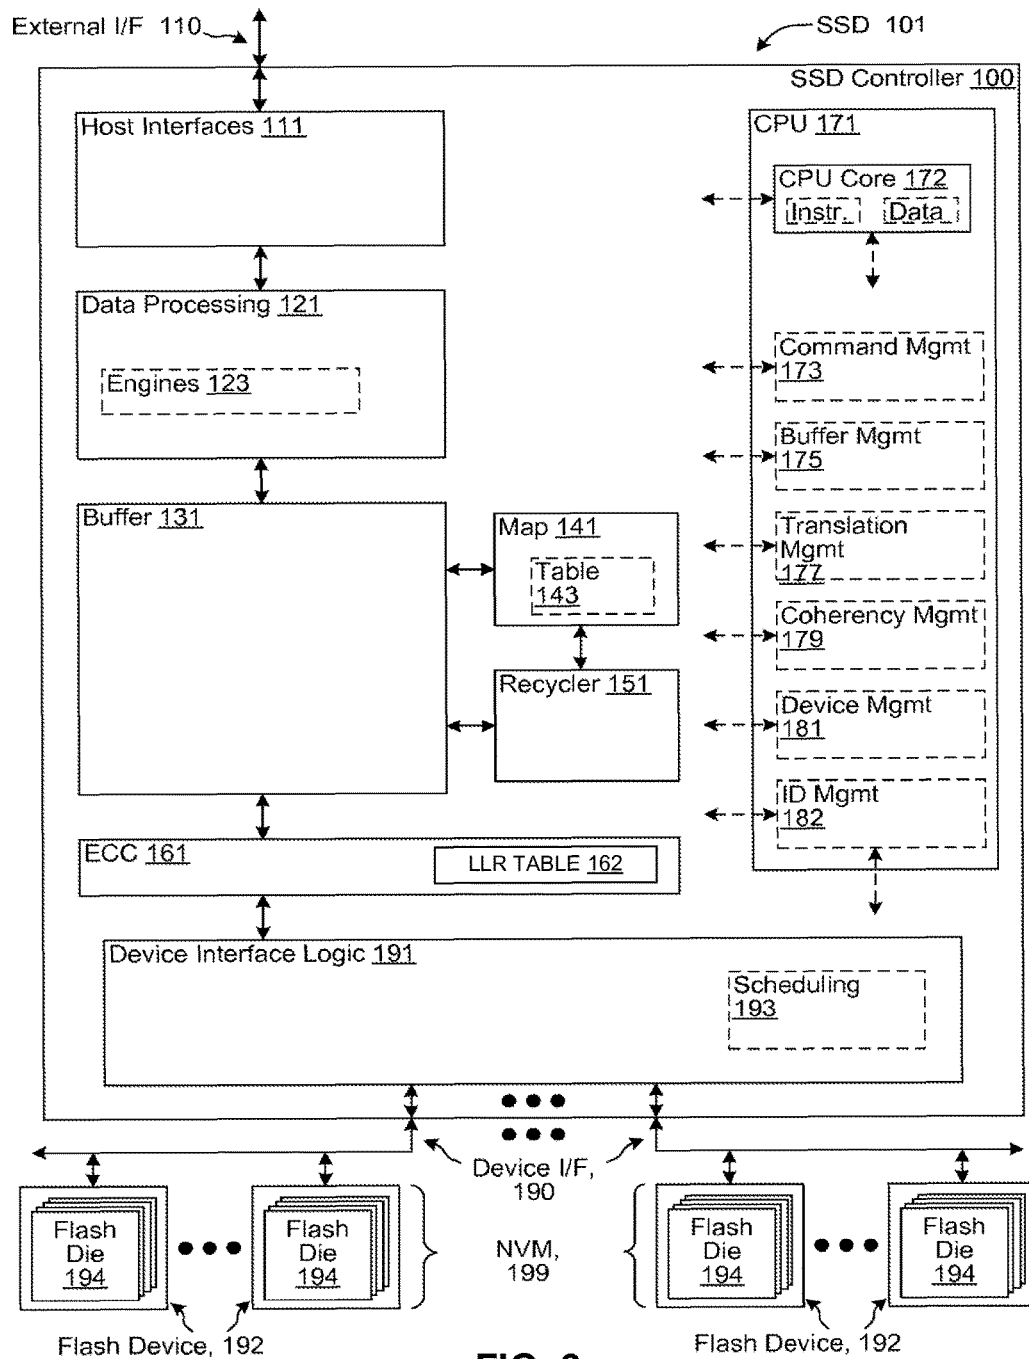 External I/F 110
SSD 101
SSD Controller 100
Host Interfaces 111
CPU 171
CPU Core 172
Instr. Data
Data Processing 121
Engines 123
Command Mgmt
173
Buffer Mgmt
175
Buffer 131
Map 141
Table
143
Translation
Mgmt
177
Coherency Mgmt
179
Recycler 151
Device Mgmt
181
ID Mgmt
182
ECC 161
LLR TABLE 162
Device Interface Logic 191
Scheduling
193
Device I/F,
190
Flash
Die
194
Flash
Die
194
NVM,
199
Flash
Die
194
Flash
Die
194
Flash Device, 192
Flash Device, 192